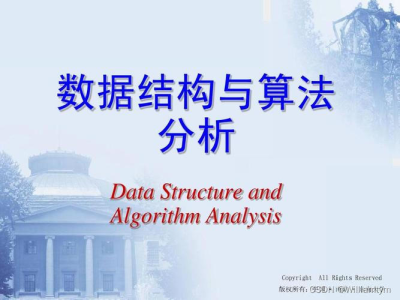 数据结构与算法
分析
Data Structure and
Algorithm Analysis
Copyright All Rights Reserved
版权所有: